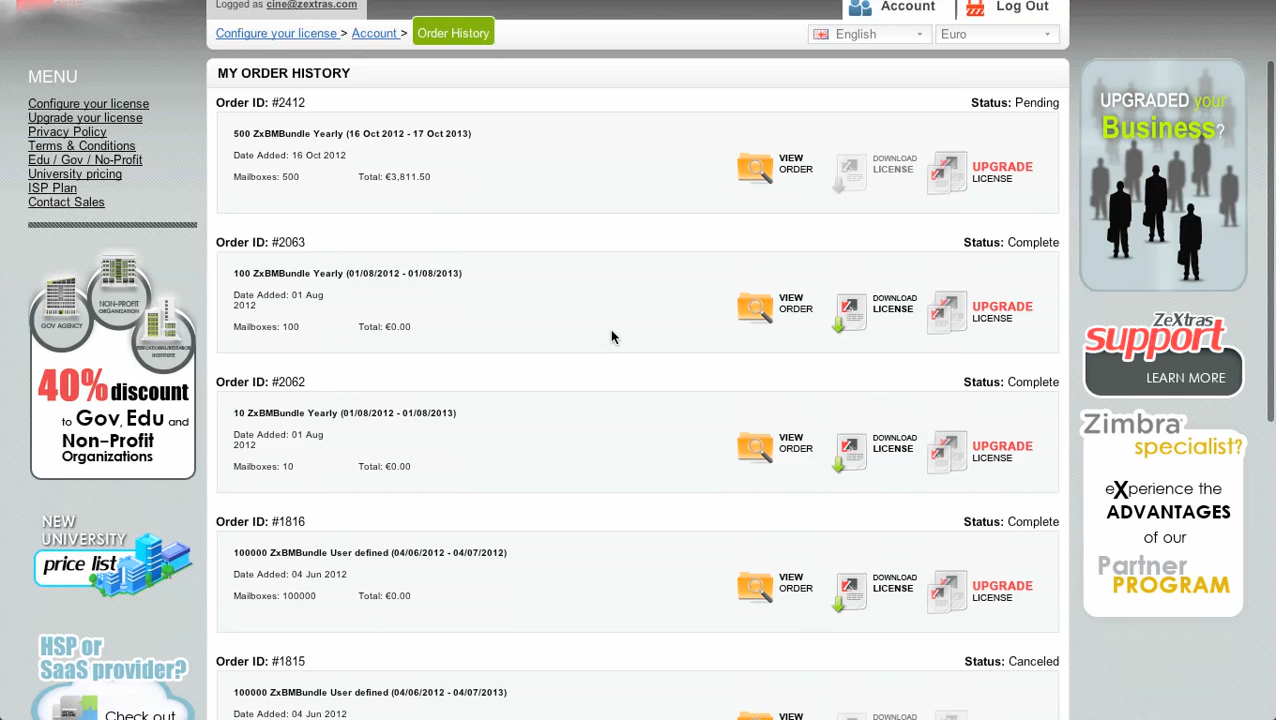 Logged as cine@zextras.com
Account
Log Out
Configure your license > Account > Order History
English
Euro
MENU
Configure your license
Upgrade your license
Privacy Policy
Terms & Conditions
Edu / Gov / No-Profit
University pricing
ISP Plan
Contact Sales
GOV AGENCY
NON-PROFIT
ORGANIZATION
40% discount
to Gov, Edu and
Non-Profit
Organizations
NEW
UNIVERSITY
price list
HSP or
SaaS provider?
Check out
MY ORDER HISTORY
Order ID: #2412
Status: Pending
500 ZxBMBundle Yearly (16 Oct 2012 - 17 Oct 2013)
Date Added: 16 Oct 2012
Mailboxes: 500
Total: €3,811.50
VIEW
ORDER
DOWNLOAD
LICENSE
UPGRADE
LICENSE
Order ID: #2063
Status: Complete
100 ZxBMBundle Yearly (01/08/2012 - 01/08/2013)
Date Added: 01 Aug
2012
Mailboxes: 100
Total: €0.00
VIEW
ORDER
DOWNLOAD
LICENSE
UPGRADE
LICENSE
Order ID: #2062
Status: Complete
10 ZxBMBundle Yearly (01/08/2012 - 01/08/2013)
Date Added: 01 Aug
2012
Mailboxes: 10
Total: €0.00
VIEW
ORDER
DOWNLOAD
LICENSE
UPGRADE
LICENSE
Order ID: #1816
Status: Complete
100000 ZxBMBundle User defined (04/06/2012 - 04/07/2012)
Date Added: 04 Jun 2012
Mailboxes: 100000
Total: €0.00
VIEW
ORDER
DOWNLOAD
LICENSE
UPGRADE
LICENSE
Order ID: #1815
Status: Canceled
100000 ZxBMBundle User defined (04/06/2012 - 04/07/2013)
Date Added: 04 Jun 2012
VIEW
DOWNLOAD
UPGRADE
UPGRADED your
Business?
ZeXtras
support
LEARN MORE
Zimbra
specialist?
eXperience the
ADVANTAGES
of our
Partner
PROGRAM